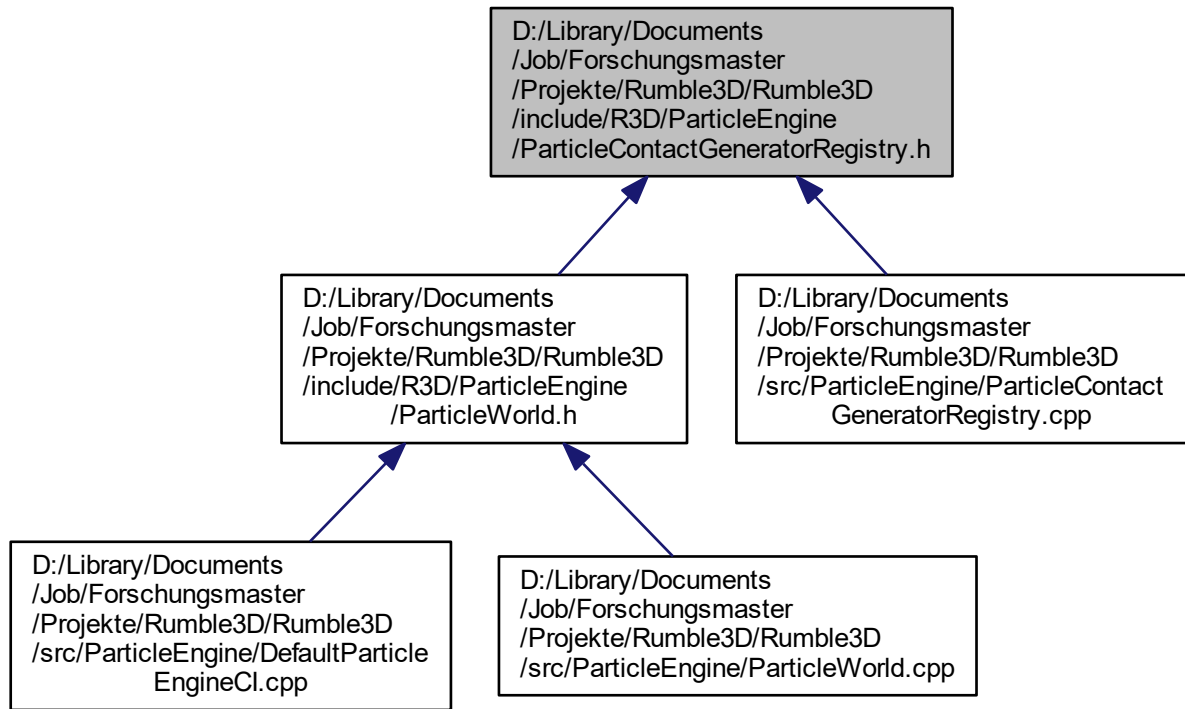 D:/Library/Documents
/Job/Forschungsmaster
/Projekte/Rumble3D/Rumble3D
/include/R3D/ParticleEngine
/ParticleContactGeneratorRegistry.h
D:/Library/Documents
/Job/Forschungsmaster
/Projekte/Rumble3D/Rumble3D
/include/R3D/ParticleEngine
/ParticleWorld.h
D:/Library/Documents
/Job/Forschungsmaster
/Projekte/Rumble3D/Rumble3D
/src/ParticleEngine/ParticleContact
GeneratorRegistry.cpp
D:/Library/Documents
/Job/Forschungsmaster
/Projekte/Rumble3D/Rumble3D
/src/ParticleEngine/DefaultParticle
EngineCI.cpp
D:/Library/Documents
/Job/Forschungsmaster
/Projekte/Rumble3D/Rumble3D
/src/ParticleEngine/ParticleWorld.cpp